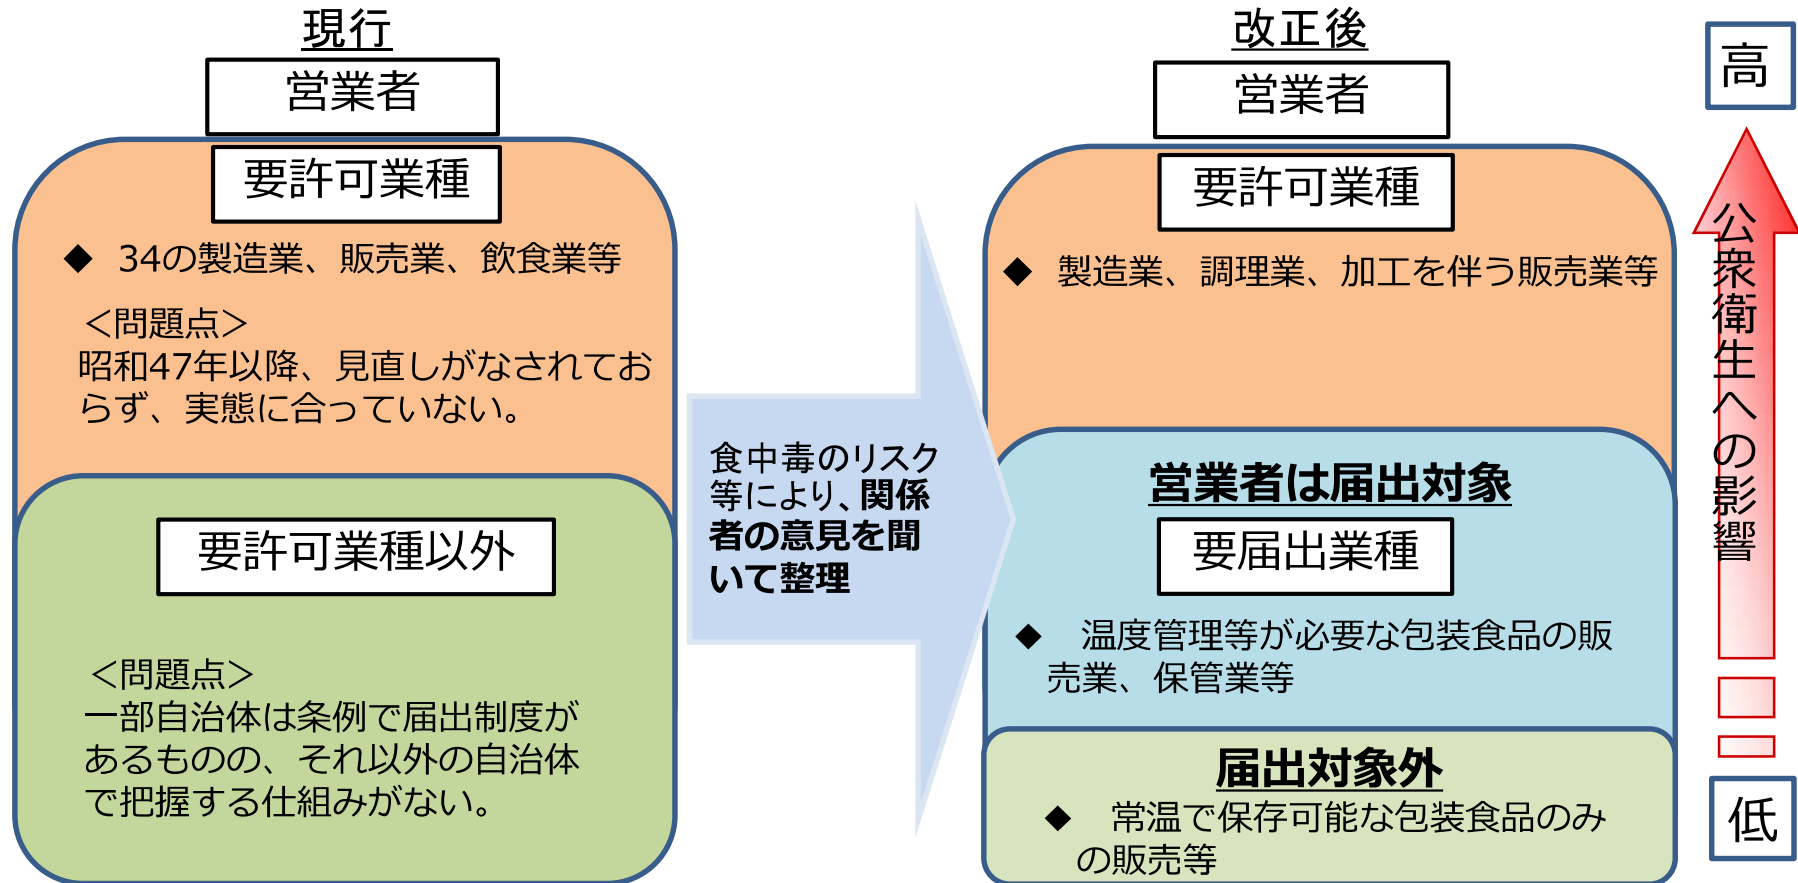 現行
営業者
要許可業種
◆ 34の製造業、販売業、飲食業等
＜問題点＞
昭和47年以降、見直しがなされてお
らず、実態に合っていない。
要許可業種以外
＜問題点＞
一部自治体は条例で届出制度が
あるものの、それ以外の自治体
で把握する仕組みがない。
食中毒のリスク
等により、関係
者の意見を聞
いて整理
改正後
営業者
要許可業種
◆ 製造業、調理業、加工を伴う販売業等
営業者は届出対象
要届出業種
◆ 温度管理等が必要な包装食品の販
売業、保管業等
届出対象外
◆ 常温で保存可能な包装食品のみ
の販売等
高
公衆衛生への影響
低